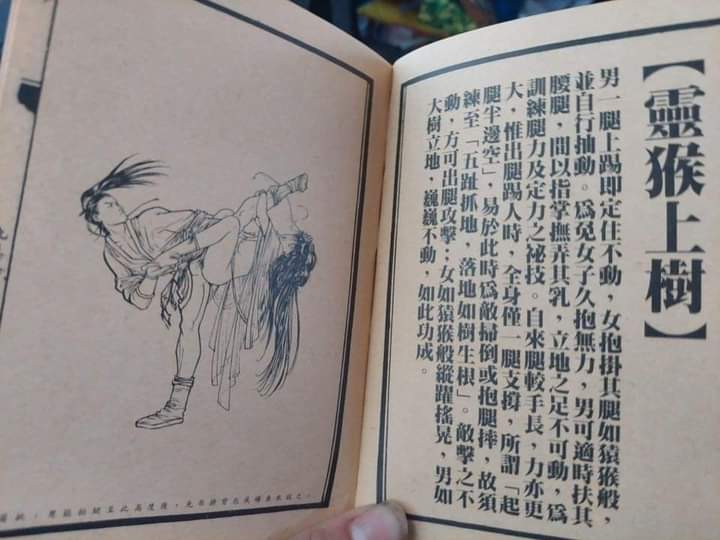 【靈猴上樹】
男一腿上踢即定住不動，女抱掛其腿如猿猴般，
並自行抽動。爲免女子久抱無力，男可適時扶其
腰腿，間以指掌撫弄其乳，立地之足不可動，爲
訓練腿力及定力之祕技。自來腿較手長，力亦更
大，惟出腿踢人時，全身僅一腿支撐，所謂「起
腿半邊空」，易於此時爲敵掃倒或抱腿摔，故須
練至「五趾抓地，落地如樹生根」。敵擊之不
動，方可出腿攻擊；女如猿猴般縱躍搖晃，男如
大樹立地，巍巍不動，如此功成。